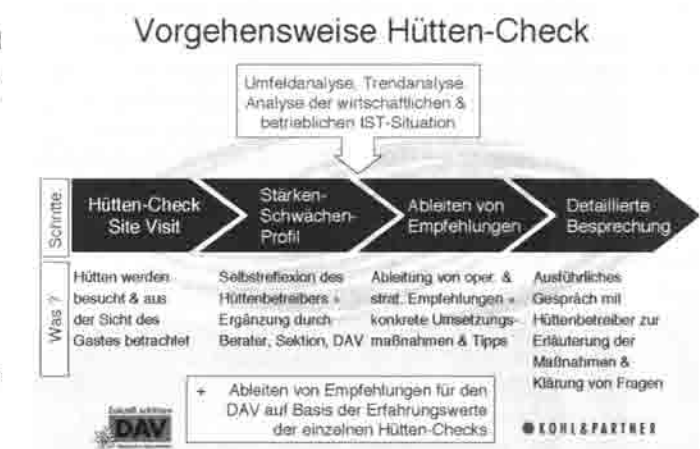 Vorgehensweise Hütten-Check
Umfeldanalyse, Trendanalyse
Analyse der wirtschaftlichen &
betrieblichen IST-Situation
Schritte.
Hütten-Check
Site Visit
Stärken-
Schwächen-
Profil
Ableiten von
Empfehlungen
Detaillierte
Besprechung
Was ?
Hütten werden
besucht & aus
der Sicht des
Gastes betrachtet
Selbstreflexion des
Hüttenbetreibers +
Ergänzung durch
Berater, Sektion, DAV
Ableitung von oper. &
strat. Empfehlungen +
konkrete Umsetzungs-
maßnahmen & Tipps
Ausführliches
Gespräch mit
Hüttenbetreiber zur
Erläuterung der
Maßnahmen &
Klärung von Fragen
+ Ableiten von Empfehlungen für den
DAV auf Basis der Erfahrungswerte
der einzelnen Hütten-Checks
DAV
KOHL&PARTNER